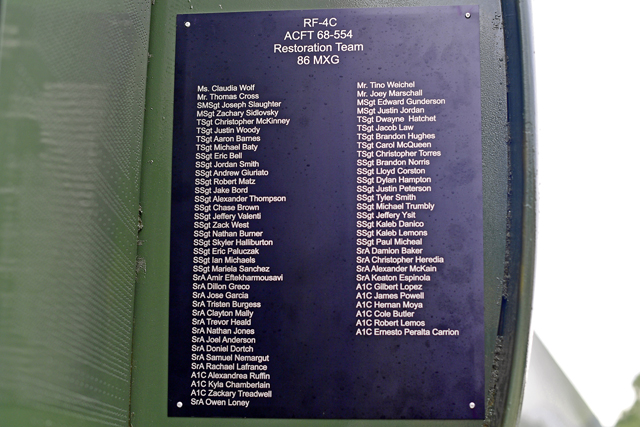 RF-4C
ACFT 68-554
Restoration Team
86 MXG
Ms. Claudia Wolf
Mr. Thomas Cross
SMSgt Joseph Slaughter
MSgt Zachary Sidlovsky
TSgt Christopher McKinney
TSgt Justin Woody
TSgt Aaron Barnes
TSgt Michael Baty
SSgt Eric Bell
SSgt Jordan Smith
SSgt Andrew Giuriato
SSgt Robert Matz
SSgt Jake Bord
SSgt Alexander Thompson
SSgt Chase Brown
SSgt Jeffery Valenti
SSgt Zack West
SSgt Nathan Burner
SSgt Skyler Halliburton
SSgt Eric Paluczak
SSgt Ian Michaels
SSgt Mariela Sanchez
SrA Amir Eftekharmousavi
SrA Dillon Greco
SrA Jose Garcia
SrA Tristen Burgess
SrA Clayton Mally
SrA Trevor Heald
SrA Nathan Jones
SrA Joel Anderson
SrA Doniel Dortch
SrA Samuel Nemargut
SrA Rachael Lafrance
A1C Alexandrea Ruffin
A1C Kyla Chamberlain
A1C Zackary Treadwell
SrA Owen Loney
Mr. Tino Weichel
Mr. Joey Marschall
MSgt Edward Gunderson
MSgt Justin Jordan
TSgt Dwayne Hatchet
TSgt Jacob Law
TSgt Brandon Hughes
TSgt Carol McQueen
TSgt Christopher Torres
SSgt Brandon Norris
SSgt Lloyd Corston
SSgt Dylan Hampton
SSgt Justin Peterson
SSgt Tyler Smith
SSgt Michael Trumbly
SSgt Jeffery Ysit
SSgt Kaleb Danico
SSgt Kaleb Lemons
SSgt Paul Micheal
SrA Damion Baker
SrA Christopher Heredia
SrA Alexander McKain
SrA Keaton Espinola
A1C Gilbert Lopez
A1C James Powell
A1C Hernan Moya
A1C Cole Butler
A1C Robert Lemos
A1C Ernesto Peralta Carrion